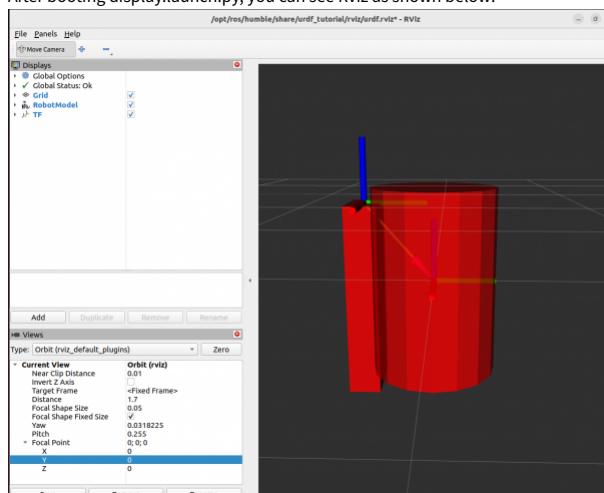 After booting display.launch.py, you can see RViz as shown below.
/opt/ros/humble/share/urdf_tutorial/rviz/urdf.rviz* - RViz
File Panels Help
Move Camera
Displays
Global Options
Global Status: Ok
Grid
RobotModel
TF
Add Duplicate Remove Rename
Views
Type: Orbit (rviz_default_plugins) Zero
Current View Orbit (rviz)
Near Clip Distance 0.01
Invert Z Axis
Target Frame <Fixed Frame>
Distance 1.7
Focal Shape Size 0.05
Focal Shape Fixed Size
Yaw 0.0318225
Pitch 0.255
Focal Point 0; 0; 0
X 0
Y 0
Z 0